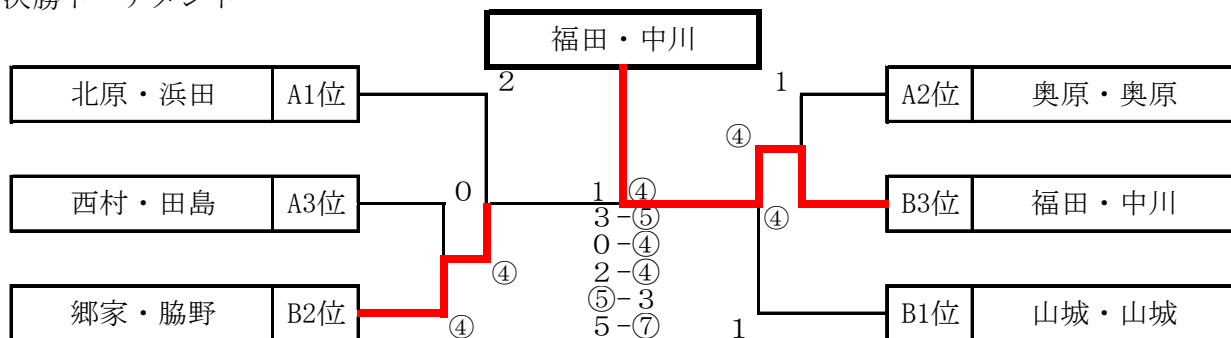 決勝トーナメント
福田・中川
北原・浜田 A1位 2 1 A2位 奥原・奥原
④
西村・田島 A3位 0 1 ④ ④ B3位 福田・中川
3-⑤
0-④
④ 2-④
⑤-3
郷家・脇野 B2位 ④ 5-⑦ 1 B1位 山城・山城